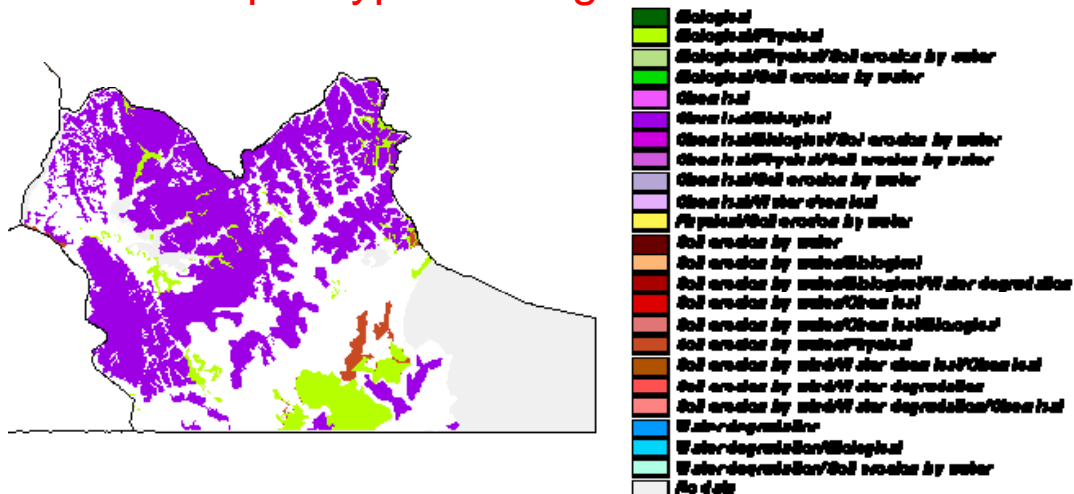 Biological
Biological/Physical
Biological/Physical/Soil erosion by water
Biological/Soil erosion by water
Chemical
Chemical/Biological
Chemical/Biological/Soil erosion by water
Chemical/Physical/Soil erosion by water
Chemical/Soil erosion by water
Chemical/Water chemical
Physical/Soil erosion by water
Soil erosion by water
Soil erosion by water/Biological
Soil erosion by water/Biological/Water degradation
Soil erosion by water/Chemical
Soil erosion by water/Chemical/Biological
Soil erosion by water/Physical
Soil erosion by wind/Water chemical/Chemical
Soil erosion by wind/Water degradation
Soil erosion by wind/Water degradation/Chemical
Water degradation
Water degradation/Biological
Water degradation/Soil erosion by water
No data